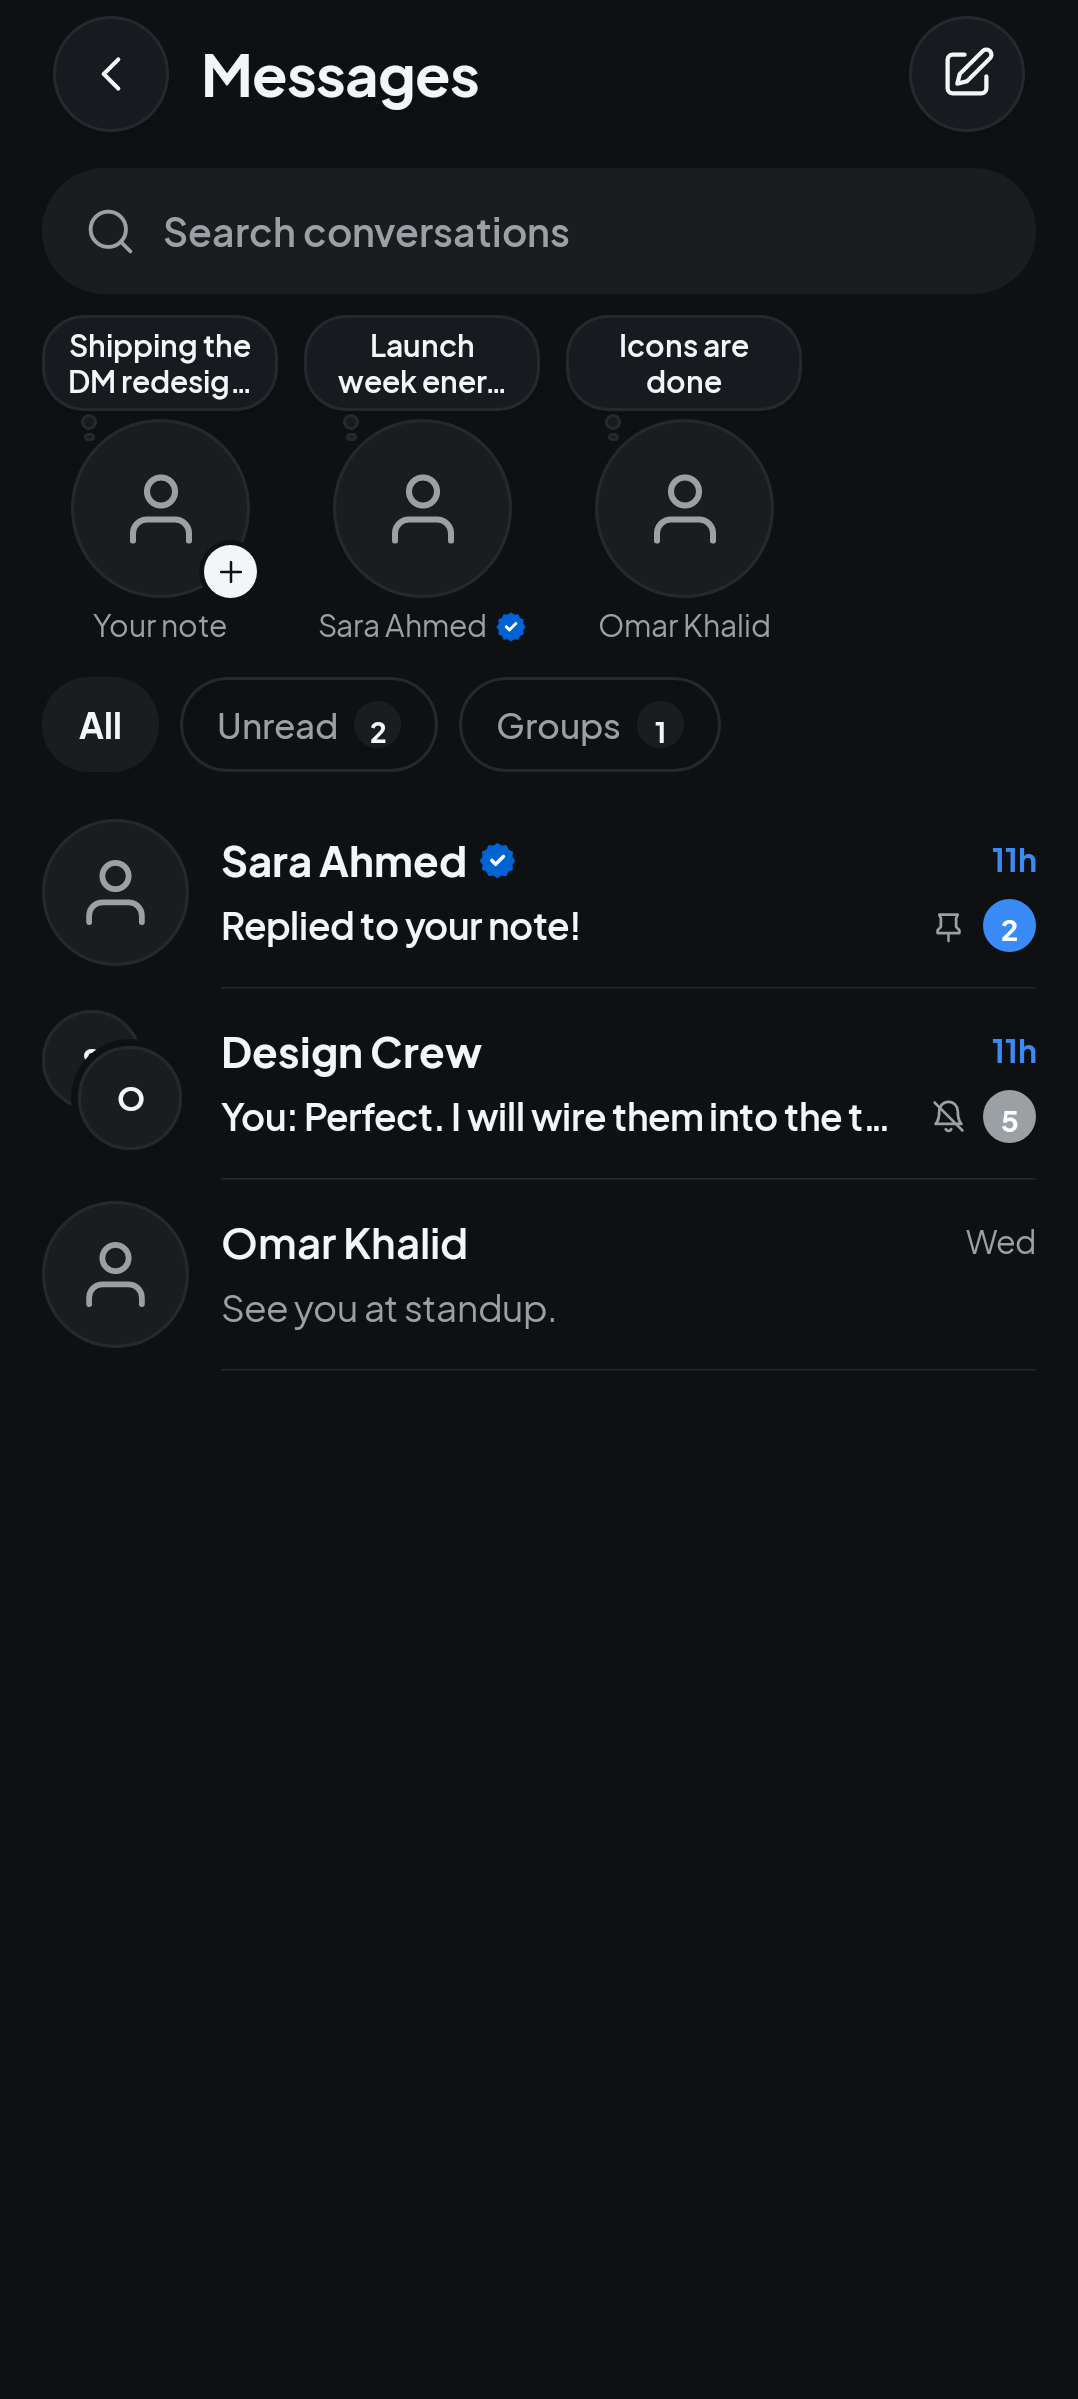 Messages
Search conversations
Shipping the
DM redesig...
Launch
week ener...
Icons are
done
Your note
Sara Ahmed
Omar Khalid
All
Unread 2
Groups 1
Sara Ahmed
11h
Replied to your note!
2
Design Crew
11h
You: Perfect. I will wire them into the t...
5
O
Omar Khalid
Wed
See you at standup.